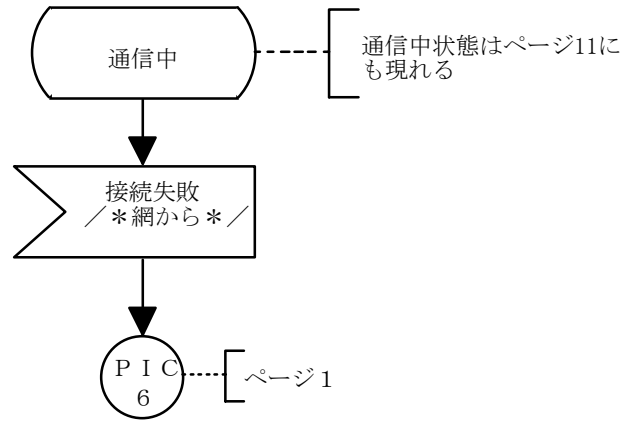 通信中
通信中状態はページ11に
も現れる
接続失敗
／＊網から＊／
ＰＩＣ
６
ページ１